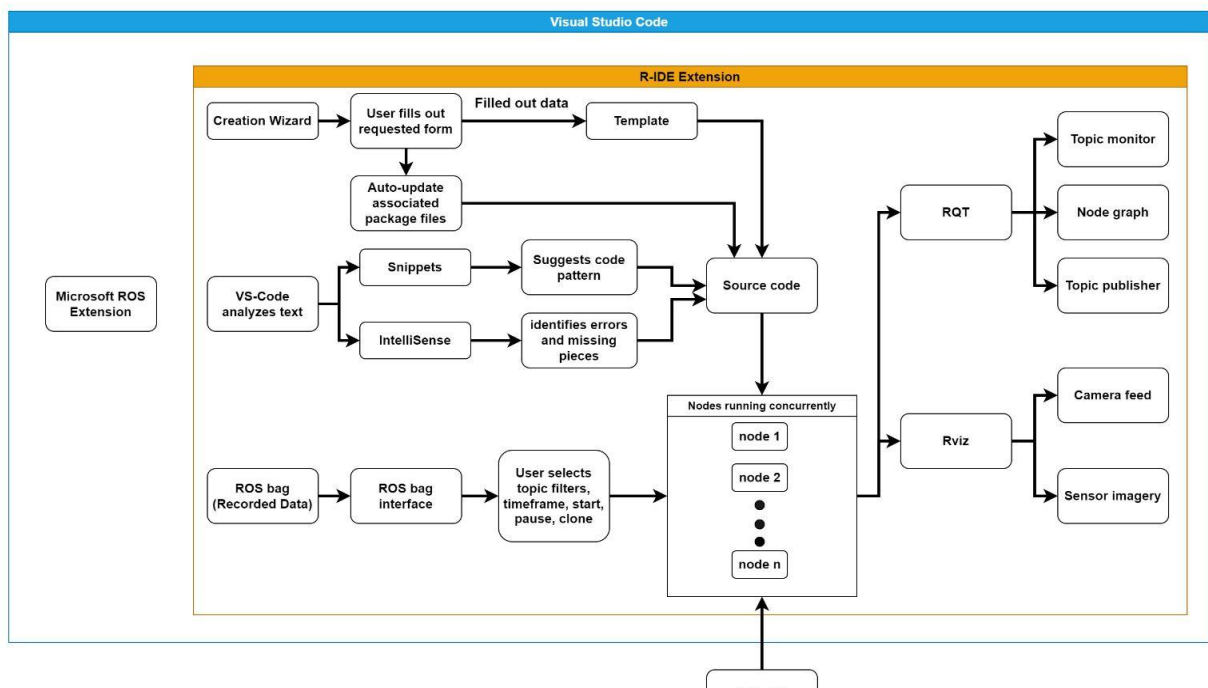 Visual Studio Code
R-IDE Extension
Creation Wizard
User fills out
requested form
Filled out data
Template
Auto-update
associated
package files
Topic monitor
RQT
Node graph
Topic publisher
Microsoft ROS
Extension
VS-Code
analyzes text
Snippets
Suggests code
pattern
IntelliSense
identifies errors
and missing
pieces
Source code
Nodes running concurrently
node 1
node 2
node n
ROS bag
(Recorded Data)
ROS bag
interface
User selects
topic filters,
timeframe, start,
pause, clone
Rviz
Camera feed
Sensor imagery